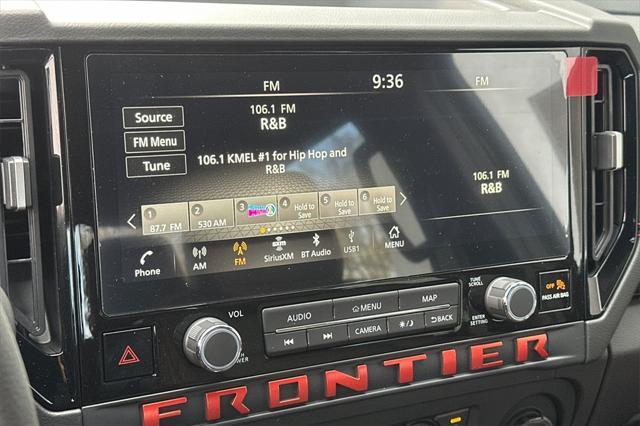 FM
9:36
FM
106.1 FM
R&B
Source
FM Menu
Tune
106.1 KMEL #1 for Hip Hop and
R&B
106.1 FM
R&B
1
87.7 FM
2
530 AM
3
4
Hold to
Save
5
Hold to
Save
6
Hold to
Save
Phone
AM
FM
SiriusXM
BT Audio
USB1
MENU
VOL
AUDIO
MENU
MAP
CAMERA
BACK
TUNE
SCROLL
ENTER
SETTING
OFF
PASS AIR BAG
FRONTIER